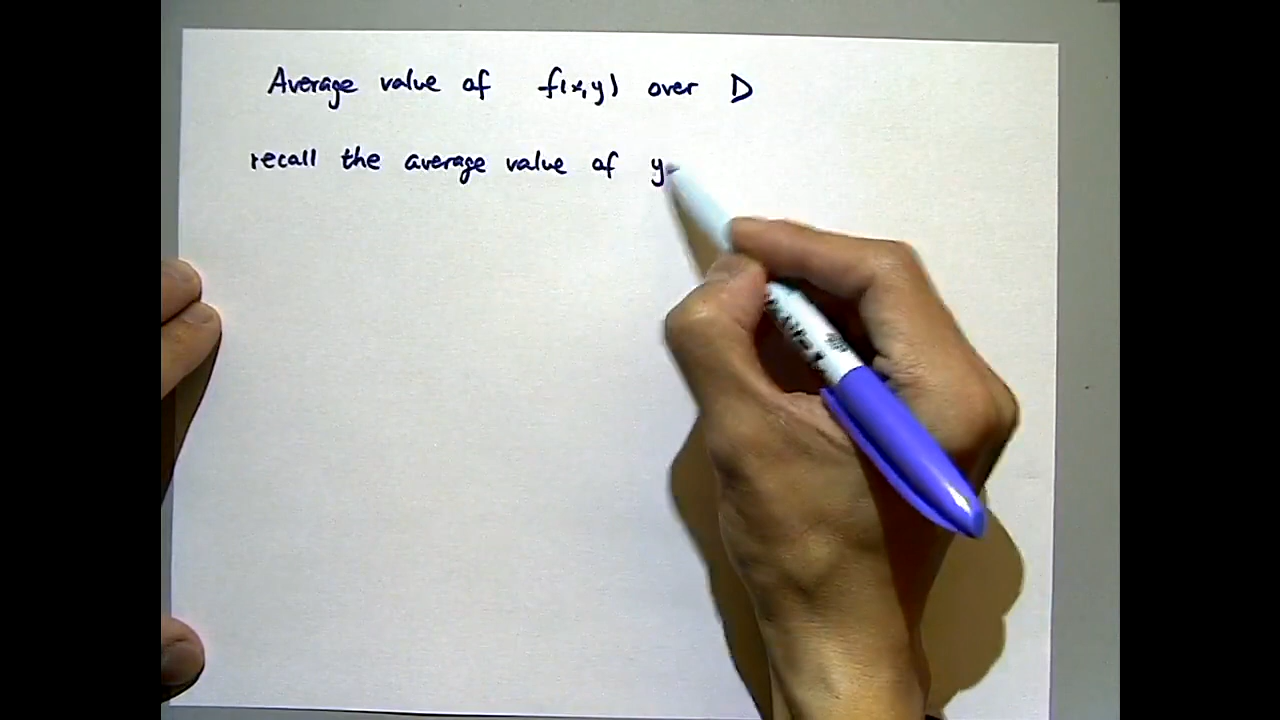 Average value of f(x,y) over D
recall the average value of y